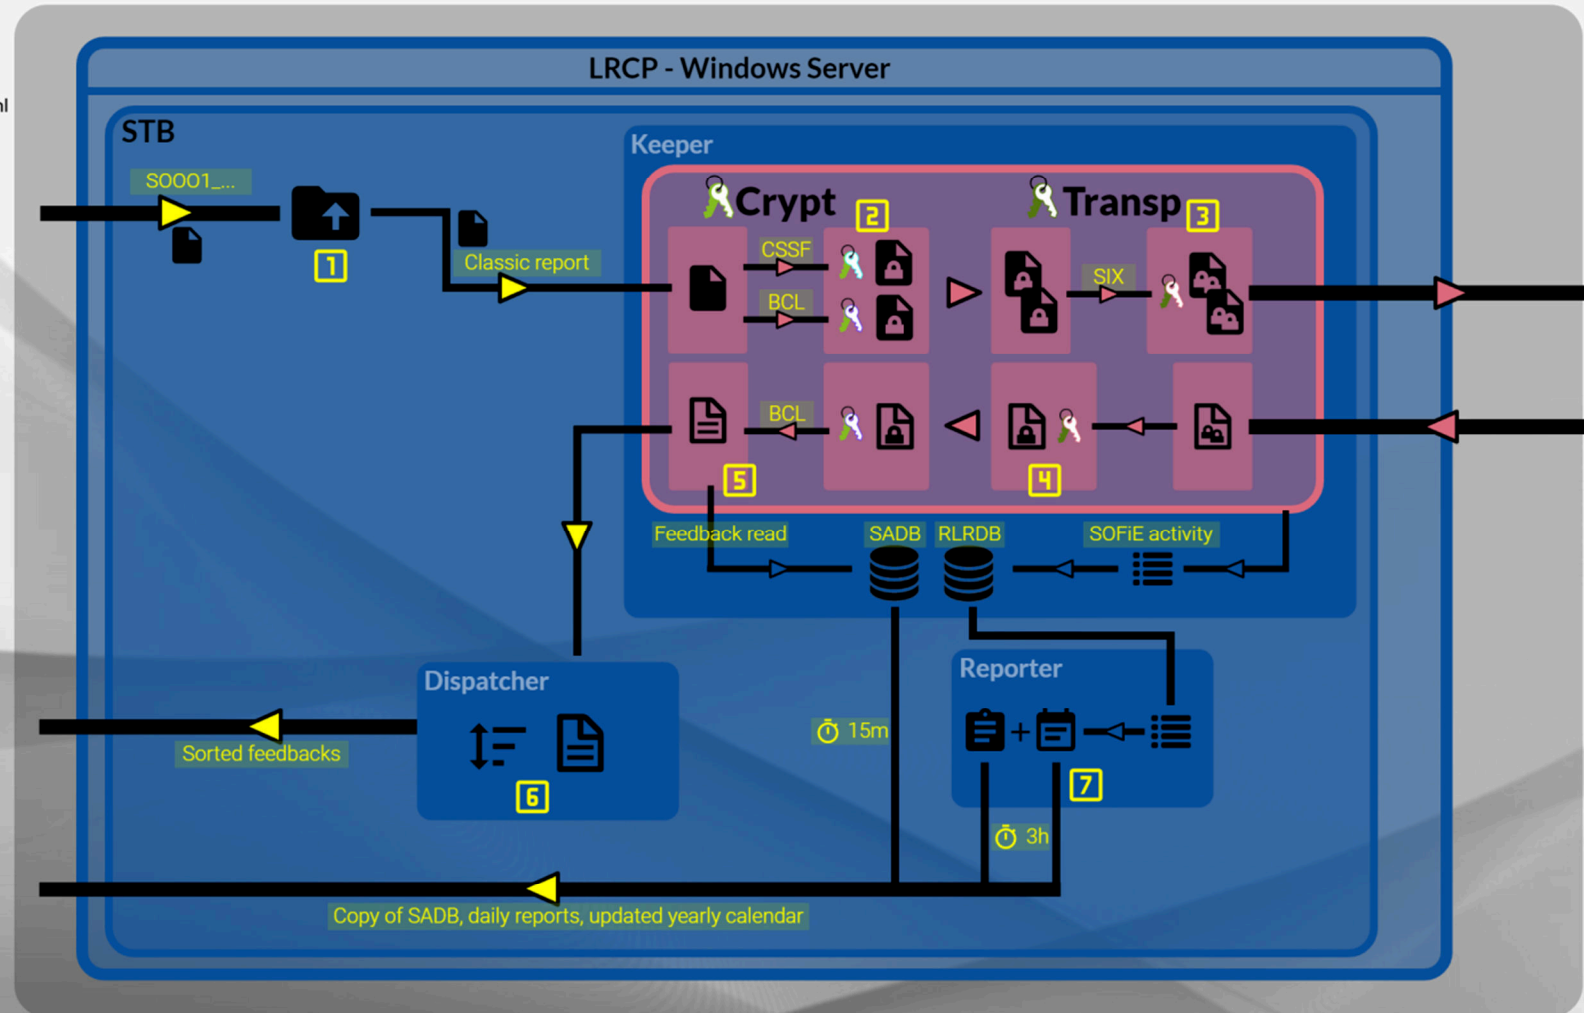 LRCP - Windows Server
nl
STB
Keeper
SOOO1_...
Crypt
2
Transp
3
1
Classic report
CSSF
BCL
SIX
BCL
5
4
Feedback read
SADB
RLRDB
SOFiE activity
Dispatcher
Reporter
15m
+
Sorted feedbacks
6
7
3h
Copy of SADB, daily reports, updated yearly calendar